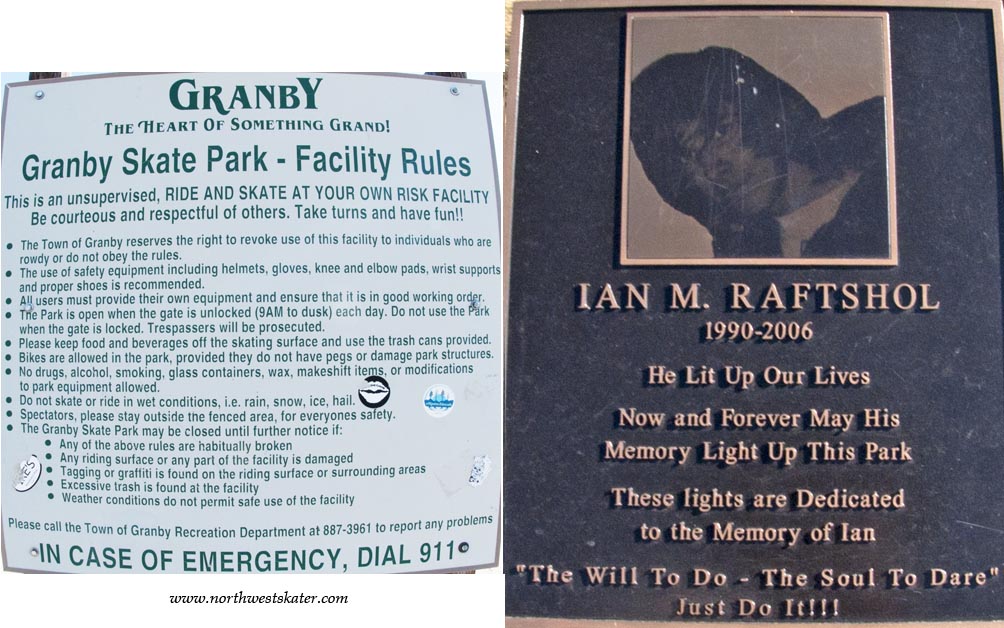 GRANBY
THE HEART OF SOMETHING GRAND!
Granby Skate Park - Facility Rules
This is an unsupervised, RIDE AND SKATE AT YOUR OWN RISK FACILITY
Be courteous and respectful of others. Take turns and have fun!!
• The Town of Granby reserves the right to revoke use of this facility to individuals who are
rowdy or do not obey the rules.
• The use of safety equipment including helmets, gloves, knee and elbow pads, wrist supports
and proper shoes is recommended.
• All users must provide their own equipment and ensure that it is in good working order.
• The Park is open when the gate is unlocked (9AM to dusk) each day. Do not use the Park
when the gate is locked. Trespassers will be prosecuted.
• Please keep food and beverages off the skating surface and use the trash cans provided.
• Bikes are allowed in the park, provided they do not have pegs or damage park structures.
• No drugs, alcohol, smoking, glass containers, wax, makeshift items, or modifications
to park equipment allowed.
• Do not skate or ride in wet conditions, i.e. rain, snow, ice, hail.
• Spectators, please stay outside the fenced area, for everyones safety.
• The Granby Skate Park may be closed until further notice if:
• Any of the above rules are habitually broken
• Any riding surface or any part of the facility is damaged
• Tagging or graffiti is found on the riding surface or surrounding areas
• Excessive trash is found at the facility
• Weather conditions do not permit safe use of the facility
Please call the Town of Granby Recreation Department at 887-3961 to report any problems
IN CASE OF EMERGENCY, DIAL 911
www.northwestskater.com
IAN M. RAFTSHOL
1990-2006
He Lit Up Our Lives
Now and Forever May His
Memory Light Up This Park
These lights are Dedicated
to the Memory of Ian
"The Will To Do - The Soul To Dare"
Just Do It!!!